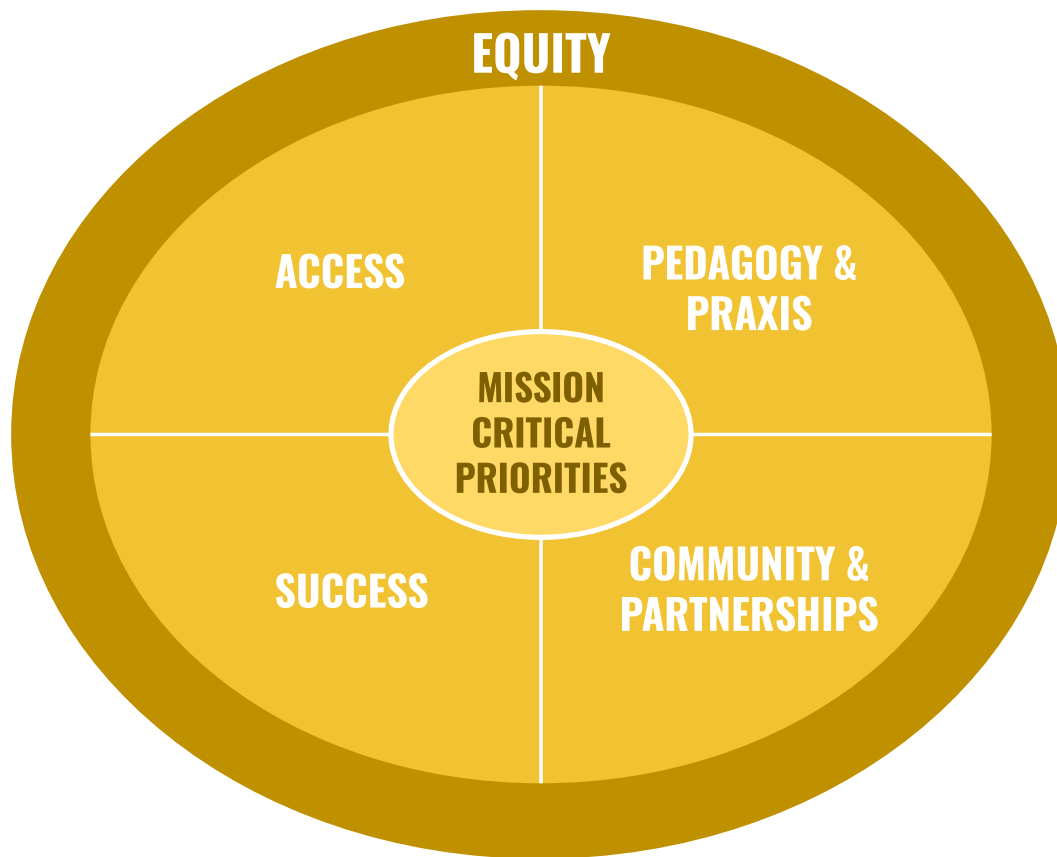 EQUITY
ACCESS
PEDAGOGY &
PRAXIS
MISSION
CRITICAL
PRIORITIES
SUCCESS
COMMUNITY &
PARTNERSHIPS